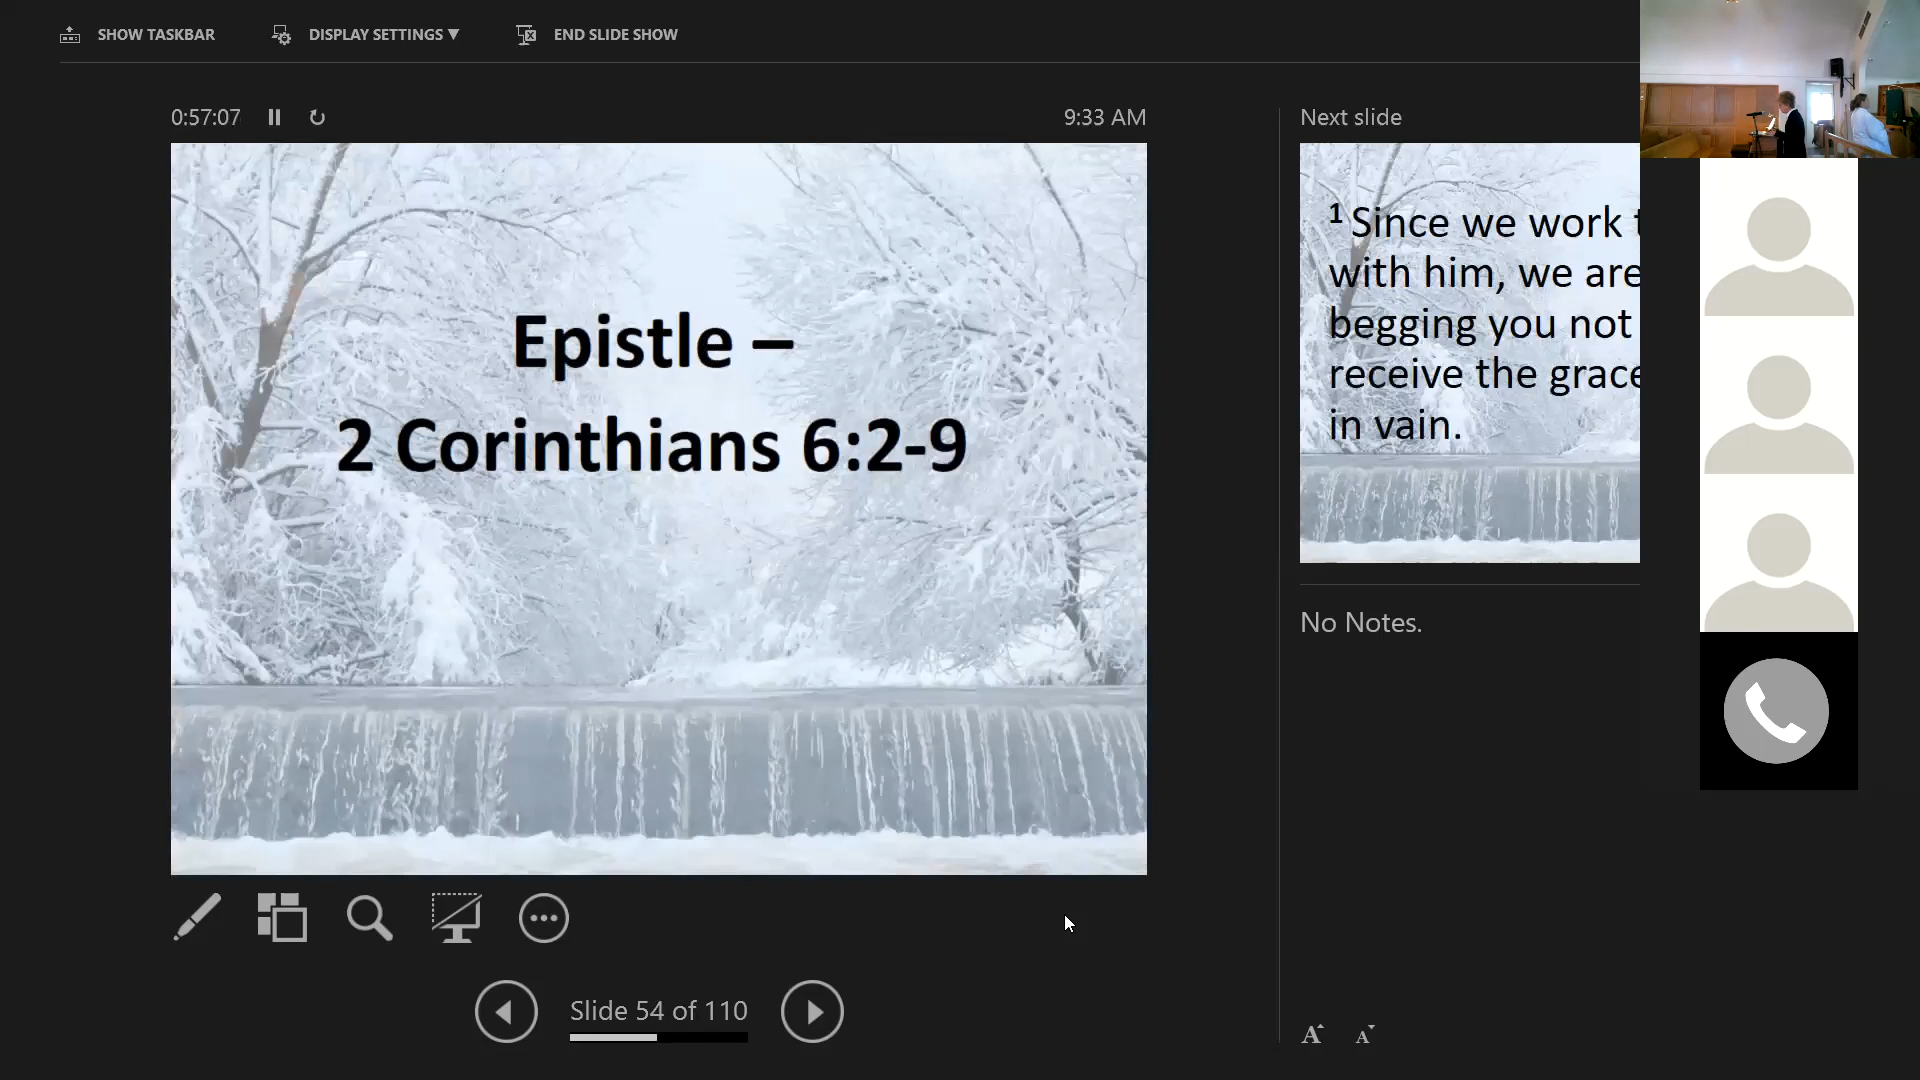 SHOW TASKBAR
DISPLAY SETTINGS ▼
END SLIDE SHOW
0:57:07
9:33 AM
Next slide
Epistle –
2 Corinthians 6:2-9
1 Since we work
with him, we are
begging you not
receive the grace
in vain.
No Notes.
Slide 54 of 110
A
A